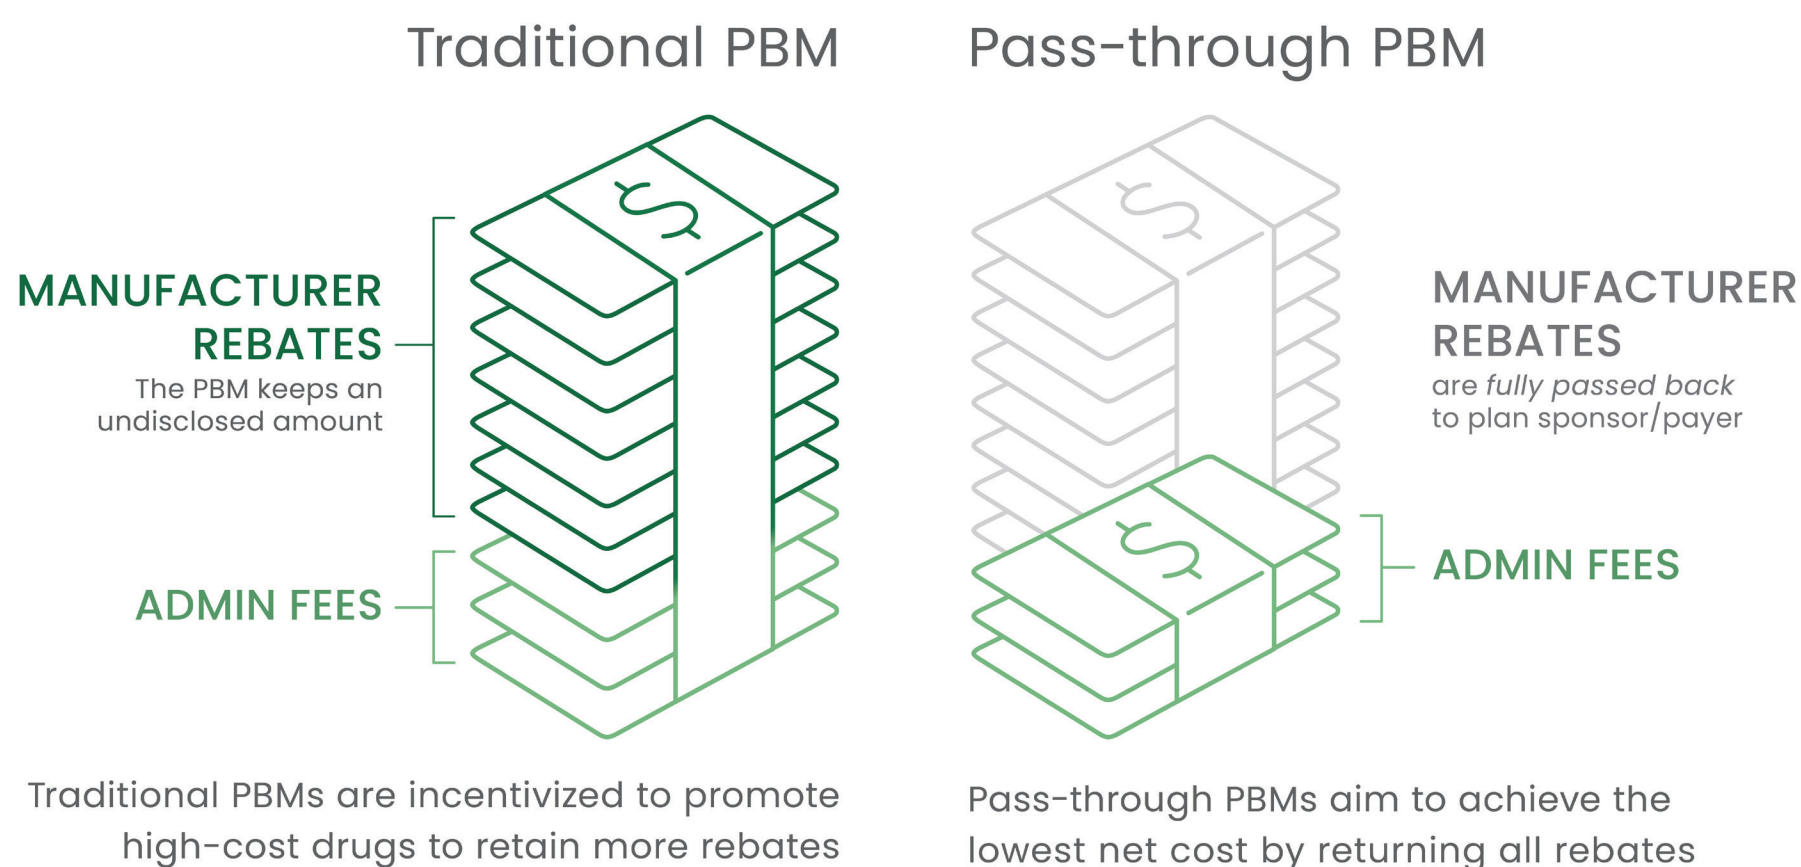 Traditional PBM
MANUFACTURER
REBATES
The PBM keeps an
undisclosed amount
ADMIN FEES
$
Traditional PBMs are incentivized to promote
high-cost drugs to retain more rebates
Pass-through PBM
$
MANUFACTURER
REBATES
are fully passed back
to plan sponsor/payer
$
ADMIN FEES
Pass-through PBMs aim to achieve the
lowest net cost by returning all rebates